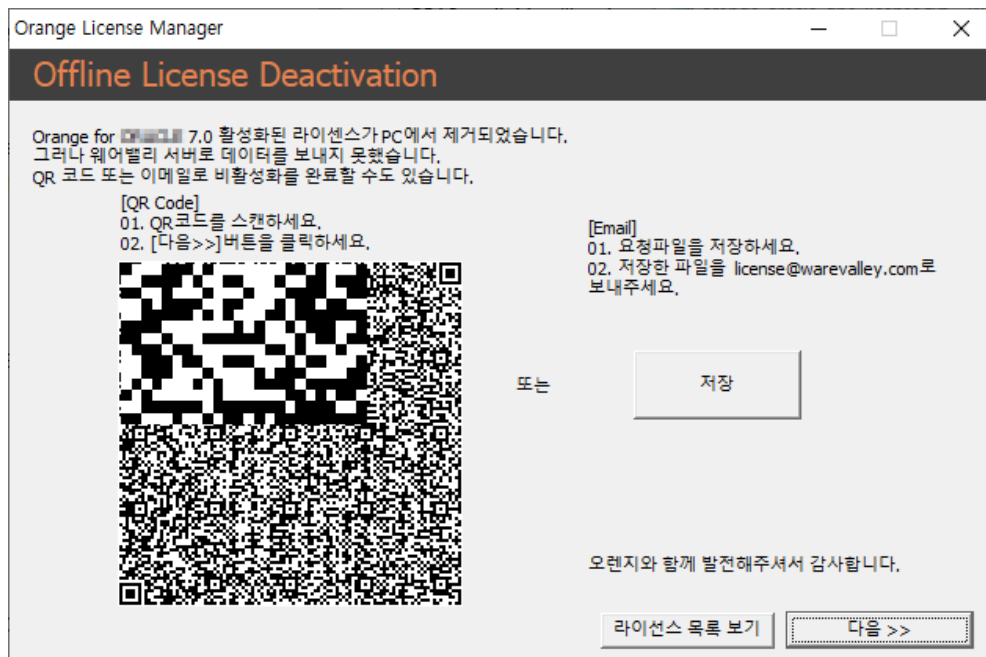 Orange License Manager
Offline License Deactivation
Orange for 7.0 활성화된 라이센스가 PC에서 제거되었습니다.
그러나 웨어밸리 서버로 데이터를 보내지 못했습니다.
QR 코드 또는 이메일로 비활성화를 완료할 수도 있습니다.
[QR Code]
01. QR코드를 스캔하세요.
02. [다음>>]버튼을 클릭하세요.
[Email]
01. 요청파일을 저장하세요.
02. 저장한 파일을 license@warevalley.com로
보내주세요.
또는
저장
오렌지와 함께 발전해주셔서 감사합니다.
라이선스 목록 보기
다음 >>